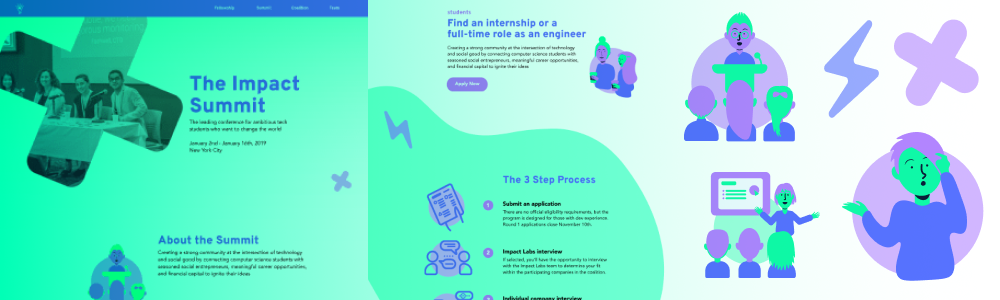 Fellowship Summit Deadlines Team
The Impact
Summit
The leading conference for ambitious tech
students who want to change the world
January 2nd - January 16th, 2019
New York City
About the Summit
Creating a strong community at the intersection of technology
and social good by connecting computer science students with
seasoned social entrepreneurs, meaningful career opportunities,
and financial capital to ignite their ideas
students
Find an internship or a
full-time role as an engineer
Creating a strong community at the intersection of technology
and social good by connecting computer science students with
seasoned social entrepreneurs, meaningful career opportunities,
and financial capital to ignite their ideas
Apply Now
The 3 Step Process
1
Submit an application
There are no official eligibility requirements, but the
program is designed for those with dev experience.
Round 1 applications close November 10th.
2
Impact Labs interview
If selected, you'll have the opportunity to interview
with the Impact Labs team to determine your fit
within the participating companies in the coalition.
3
Individual company interview